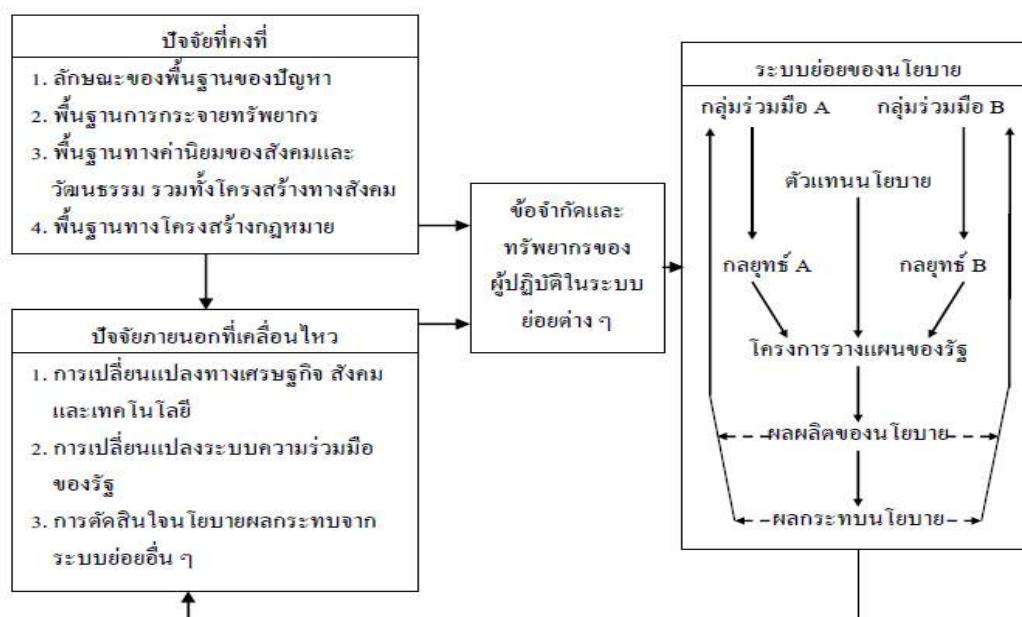 ปัจจัยที่คงที่
1. ลักษณะของพื้นฐานของปัญหา
2. พื้นฐานการกระจายทรัพยากร
3. พื้นฐานทางค่านิยมของสังคมและ
วัฒนธรรม รวมทั้งโครงสร้างทางสังคม
4. พื้นฐานทางโครงสร้างกฎหมาย
ปัจจัยภายนอกที่เคลื่อนไหว
1. การเปลี่ยนแปลงทางเศรษฐกิจ สังคม
และเทคโนโลยี
2. การเปลี่ยนแปลงระบบความร่วมมือ
ของรัฐ
3. การตัดสินใจนโยบายผลกระทบจาก
ระบบย่อยอื่น ๆ
ข้อจำกัดและ
ทรัพยากรของ
ผู้ปฏิบัติในระบบ
ย่อยต่าง ๆ
ระบบย่อยของนโยบาย
กลุ่มร่วมมือ A กลุ่มร่วมมือ B
ตัวแทนนโยบาย
กลยุทธ์ A กลยุทธ์ B
โครงการวางแผนของรัฐ
ผลผลิตของนโยบาย
ผลกระทบนโยบาย